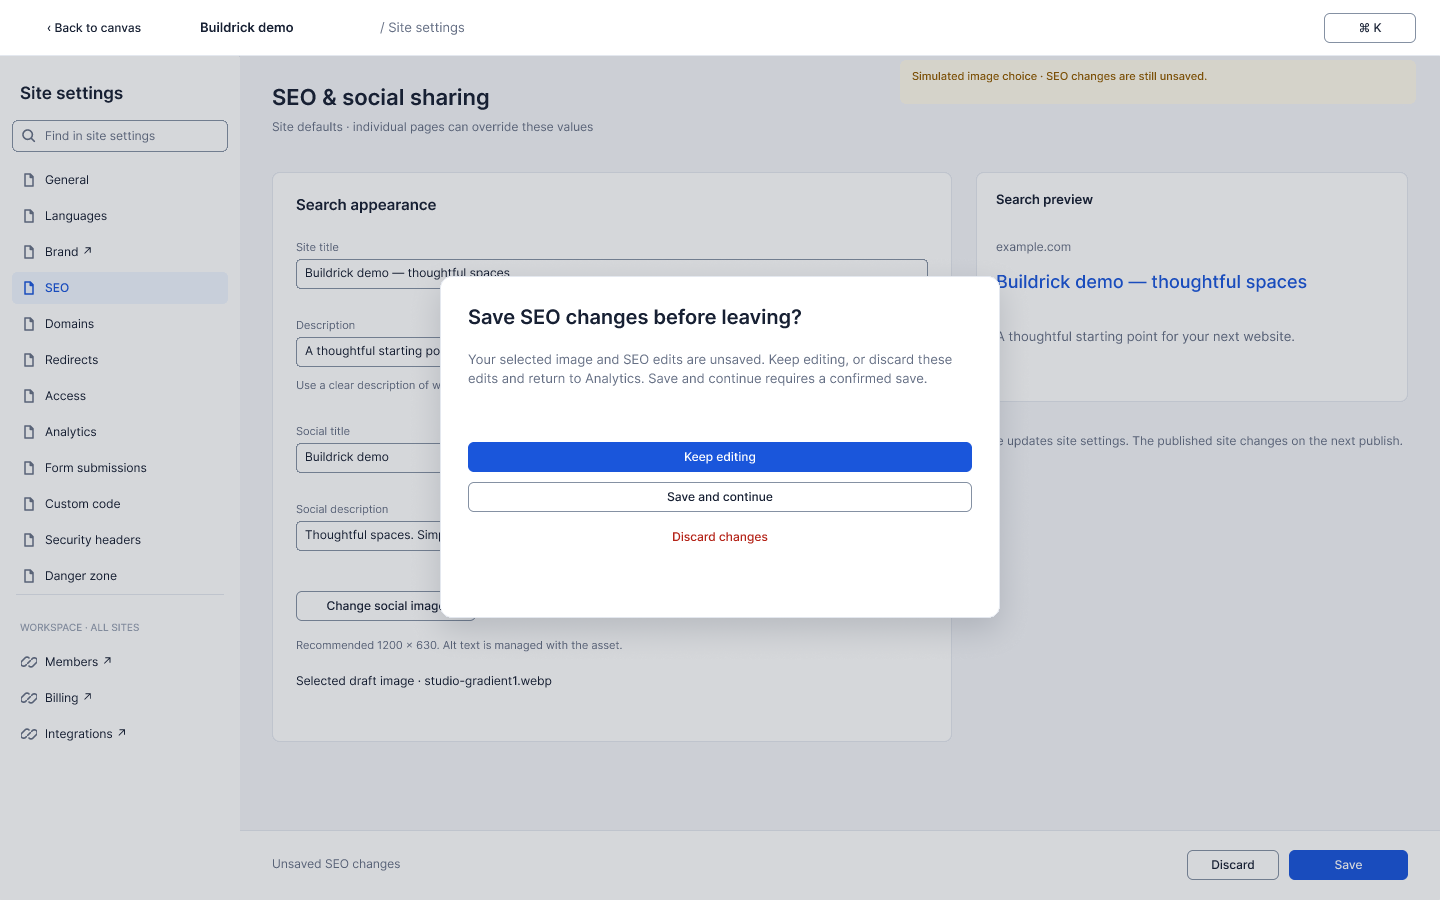 ‹ Back to canvas
Buildrick demo
/ Site settings
⌘ K
Site settings
Find in site settings
General
Languages
Brand ↗
SEO
Domains
Redirects
Access
Analytics
Form submissions
Custom code
Security headers
Danger zone
WORKSPACE · ALL SITES
Members ↗
Billing ↗
Integrations ↗
Simulated image choice · SEO changes are still unsaved.
SEO & social sharing
Site defaults · individual pages can override these values
Search appearance
Site title
Buildrick demo — thoughtful spaces
Description
A thoughtful starting po
Use a clear description of w
Social title
Buildrick demo
Social description
Thoughtful spaces. Simp
Change social image
Recommended 1200 × 630. Alt text is managed with the asset.
Selected draft image · studio-gradient1.webp
Search preview
example.com
Buildrick demo — thoughtful spaces
A thoughtful starting point for your next website.
e updates site settings. The published site changes on the next publish.
Save SEO changes before leaving?
Your selected image and SEO edits are unsaved. Keep editing, or discard these
edits and return to Analytics. Save and continue requires a confirmed save.
Keep editing
Save and continue
Discard changes
Unsaved SEO changes
Discard
Save